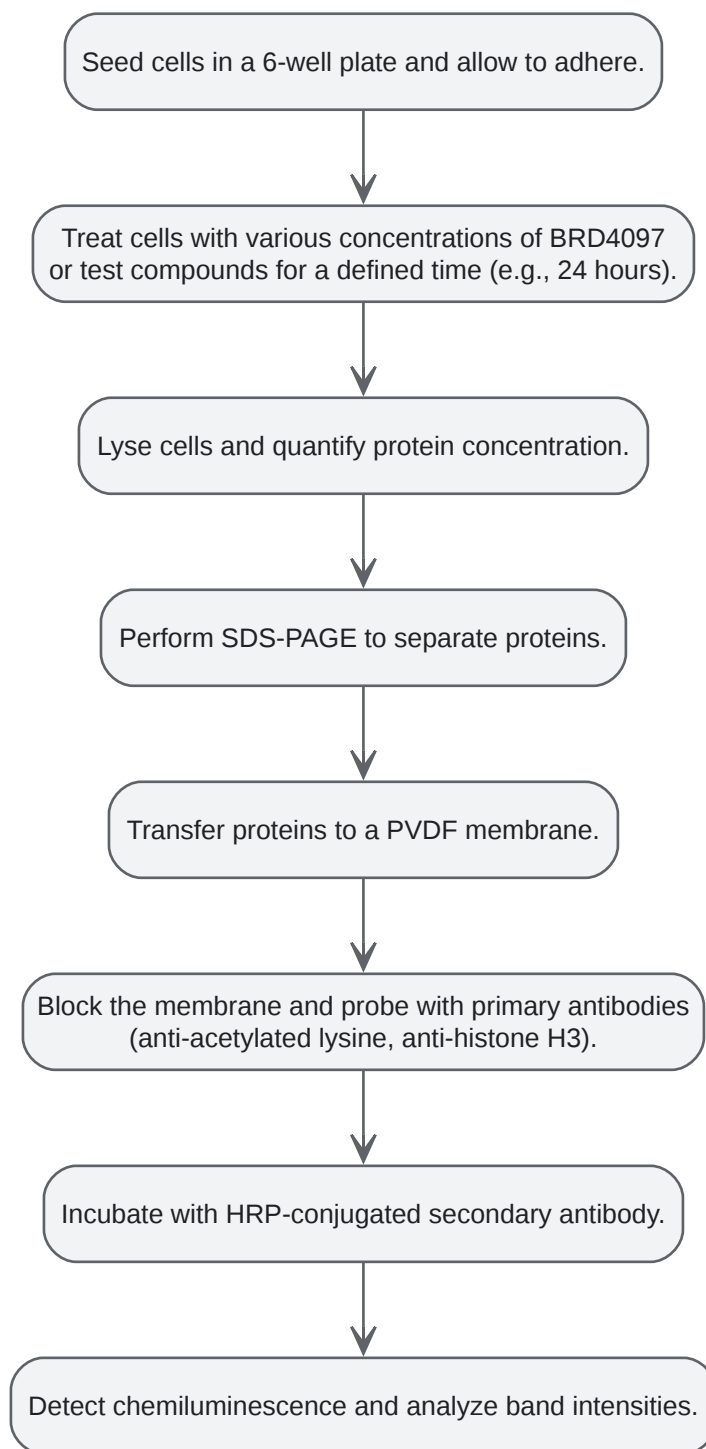 Seed cells in a 6-well plate and allow to adhere.
Treat cells with various concentrations of BRD4097
or test compounds for a defined time (e.g., 24 hours).
Lyse cells and quantify protein concentration.
Perform SDS-PAGE to separate proteins.
Transfer proteins to a PVDF membrane.
Block the membrane and probe with primary antibodies
(anti-acetylated lysine, anti-histone H3).
Incubate with HRP-conjugated secondary antibody.
Detect chemiluminescence and analyze band intensities.